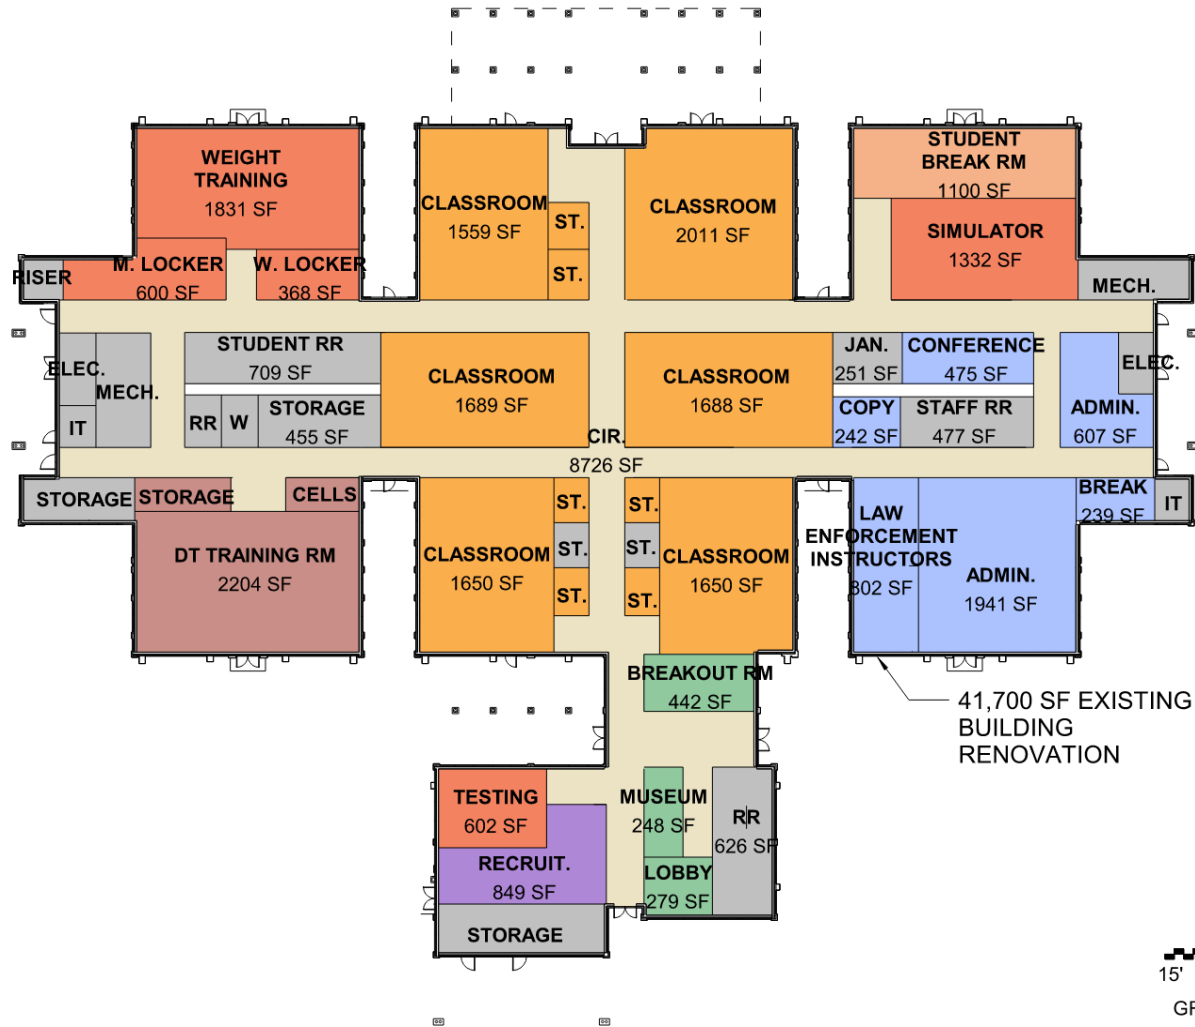 WEIGHT
TRAINING
1831 SF
CLASSROOM
1559 SF
ST.
ST.
CLASSROOM
2011 SF
STUDENT
BREAK RM
1100 SF
SIMULATOR
1332 SF
MECH.
RISER
M. LOCKER
600 SF
W. LOCKER
368 SF
ELEC.
MECH.
IT
STUDENT RR
709 SF
RR
W
STORAGE
455 SF
CLASSROOM
1689 SF
CLASSROOM
1688 SF
JAN.
251 SF
CONFERENCE
475 SF
COPY
242 SF
STAFF RR
477 SF
ADMIN.
607 SF
ELEC.
CIR.
8726 SF
STORAGE
STORAGE
CELLS
DT TRAINING RM
2204 SF
CLASSROOM
1650 SF
ST.
ST.
ST.
ST.
ST.
ST.
CLASSROOM
1650 SF
LAW
ENFORCEMENT
INSTRUCTORS
802 SF
ADMIN.
1941 SF
BREAK
239 SF
IT
BREAKOUT RM
442 SF
41,700 SF EXISTING
BUILDING
RENOVATION
TESTING
602 SF
RECRUIT.
849 SF
STORAGE
MUSEUM
248 SF
LOBBY
279 SF
RR
626 SF
15'